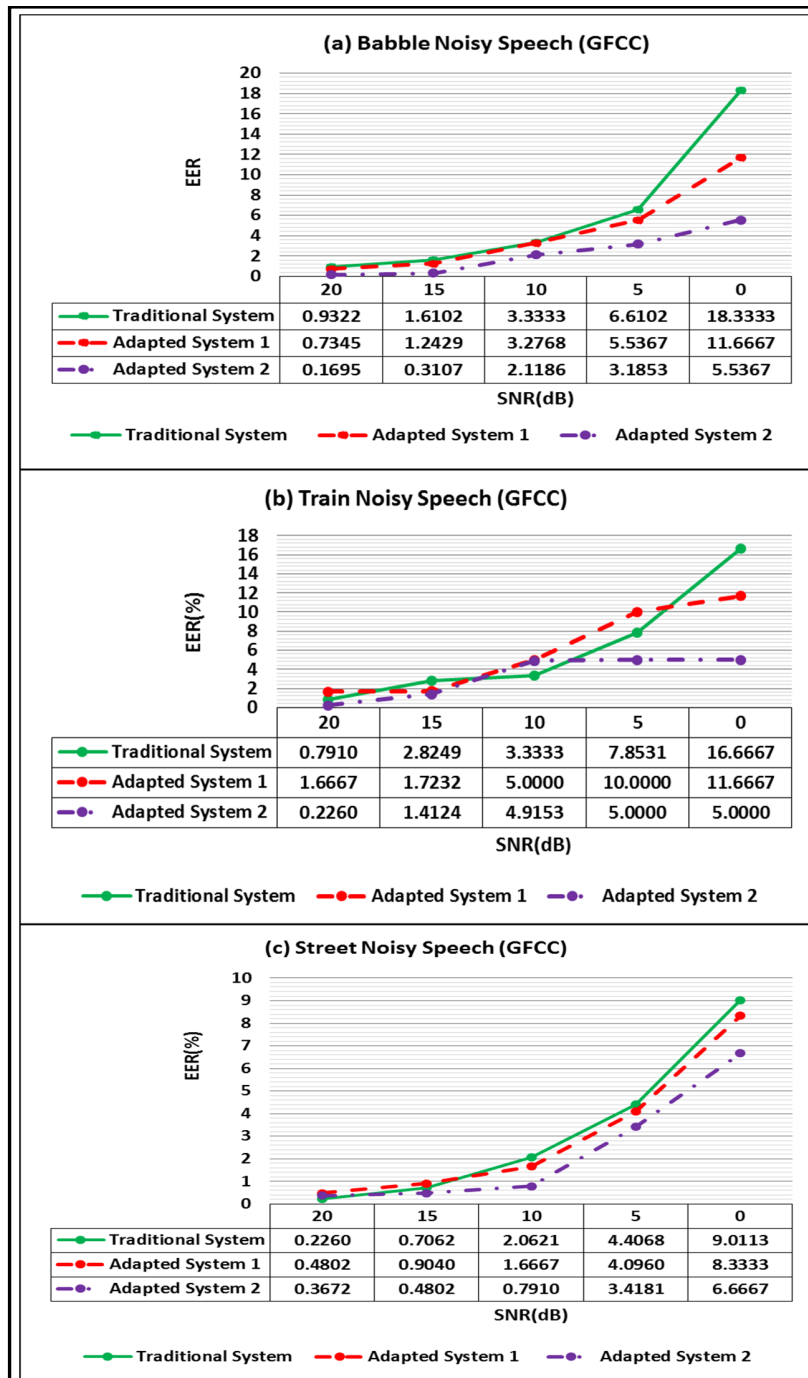 (a) Babble Noisy Speech (GFCC)
20
18
16
14
12
10
8
6
4
2
0
EER
20 15 10 5 0
Traditional System 0.9322 1.6102 3.3333 6.6102 18.3333
Adapted System 1 0.7345 1.2429 3.2768 5.5367 11.6667
Adapted System 2 0.1695 0.3107 2.1186 3.1853 5.5367
SNR(dB)
Traditional System Adapted System 1 Adapted System 2
(b) Train Noisy Speech (GFCC)
18
16
14
12
10
8
6
4
2
0
EER(%)
20 15 10 5 0
Traditional System 0.7910 2.8249 3.3333 7.8531 16.6667
Adapted System 1 1.6667 1.7232 5.0000 10.0000 11.6667
Adapted System 2 0.2260 1.4124 4.9153 5.0000 5.0000
SNR(dB)
Traditional System Adapted System 1 Adapted System 2
(c) Street Noisy Speech (GFCC)
10
9
8
7
6
5
4
3
2
1
0
EER(%)
20 15 10 5 0
Traditional System 0.2260 0.7062 2.0621 4.4068 9.0113
Adapted System 1 0.4802 0.9040 1.6667 4.0960 8.3333
Adapted System 2 0.3672 0.4802 0.7910 3.4181 6.6667
SNR(dB)
Traditional System Adapted System 1 Adapted System 2